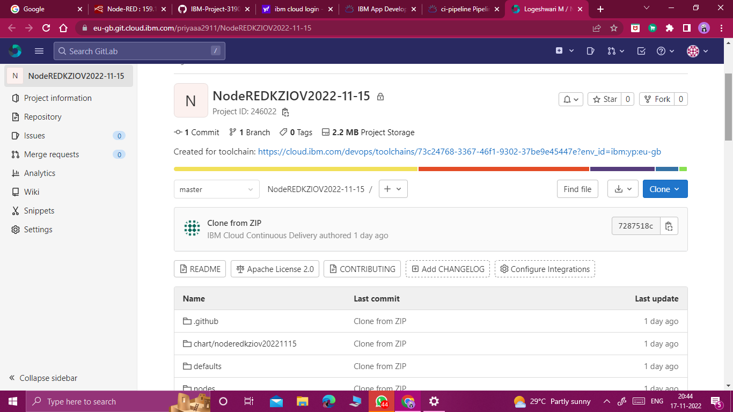 Google
Node-RED : 159.1
IBM-Project-3190
ibm cloud login
IBM App Develop
ci-pipeline Pipelin
Logeshwari M / N
eu-gb.git.cloud.ibm.com/priyaaa2911/NodeREDKZIOV2022-11-15
Search GitLab /
N NodeREDKZIOV2022-11-15
Project information
Repository
Issues 0
Merge requests 0
Analytics
Wiki
Snippets
Settings
Collapse sidebar
N
NodeREDKZIOV2022-11-15
Project ID: 246022
Star 0
Fork 0
1 Commit 1 Branch 0 Tags 2.2 MB Project Storage
Created for toolchain: https://cloud.ibm.com/devops/toolchains/73c24768-3367-46f1-9302-37be9e45447e?env_id=ibm:yp:eu-gb
master NodeREDKZIOV2022-11-15 / + Find file Clone
Clone from ZIP
IBM Cloud Continuous Delivery authored 1 day ago
7287518c
README Apache License 2.0 CONTRIBUTING Add CHANGELOG Configure Integrations
Name Last commit Last update
.github Clone from ZIP 1 day ago
chart/noderedkziov20221115 Clone from ZIP 1 day ago
defaults Clone from ZIP 1 day ago
nodes Clone from ZIP 1 day ago
Type here to search
44
29°C Partly sunny
ENG
20:44
17-11-2022
5